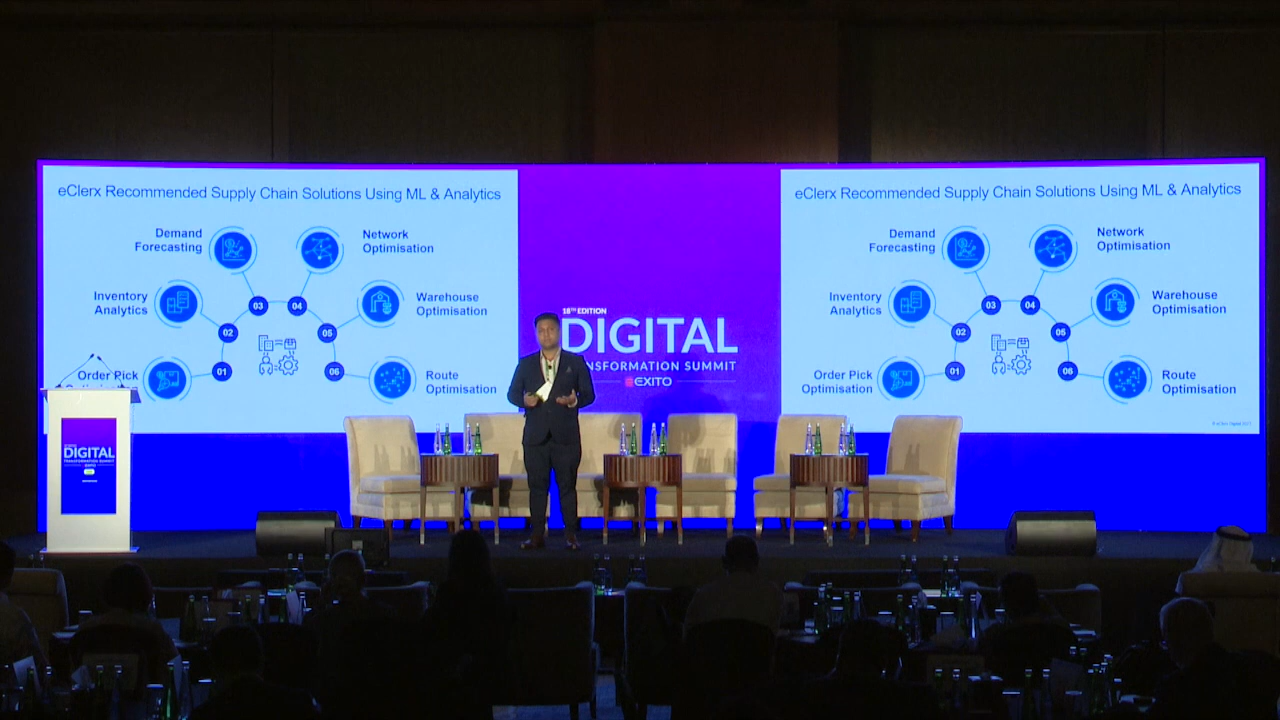 eClerx Recommended Supply Chain Solutions Using ML & Analytics
Demand
Forecasting
Network
Optimisation
Inventory
Analytics
Warehouse
Optimisation
Order Pick
Route
Optimisation
01
02
03
04
05
06
18TH EDITION
DIGITAL
NSFORMATION SUMMIT
EXITO
eClerx Recommended Supply Chain Solutions Using ML & Analytics
Demand
Forecasting
Network
Optimisation
Inventory
Analytics
Warehouse
Optimisation
Order Pick
Optimisation
Route
Optimisation
01
02
03
04
05
06
DIGITAL
TRANSFORMATION SUMMIT